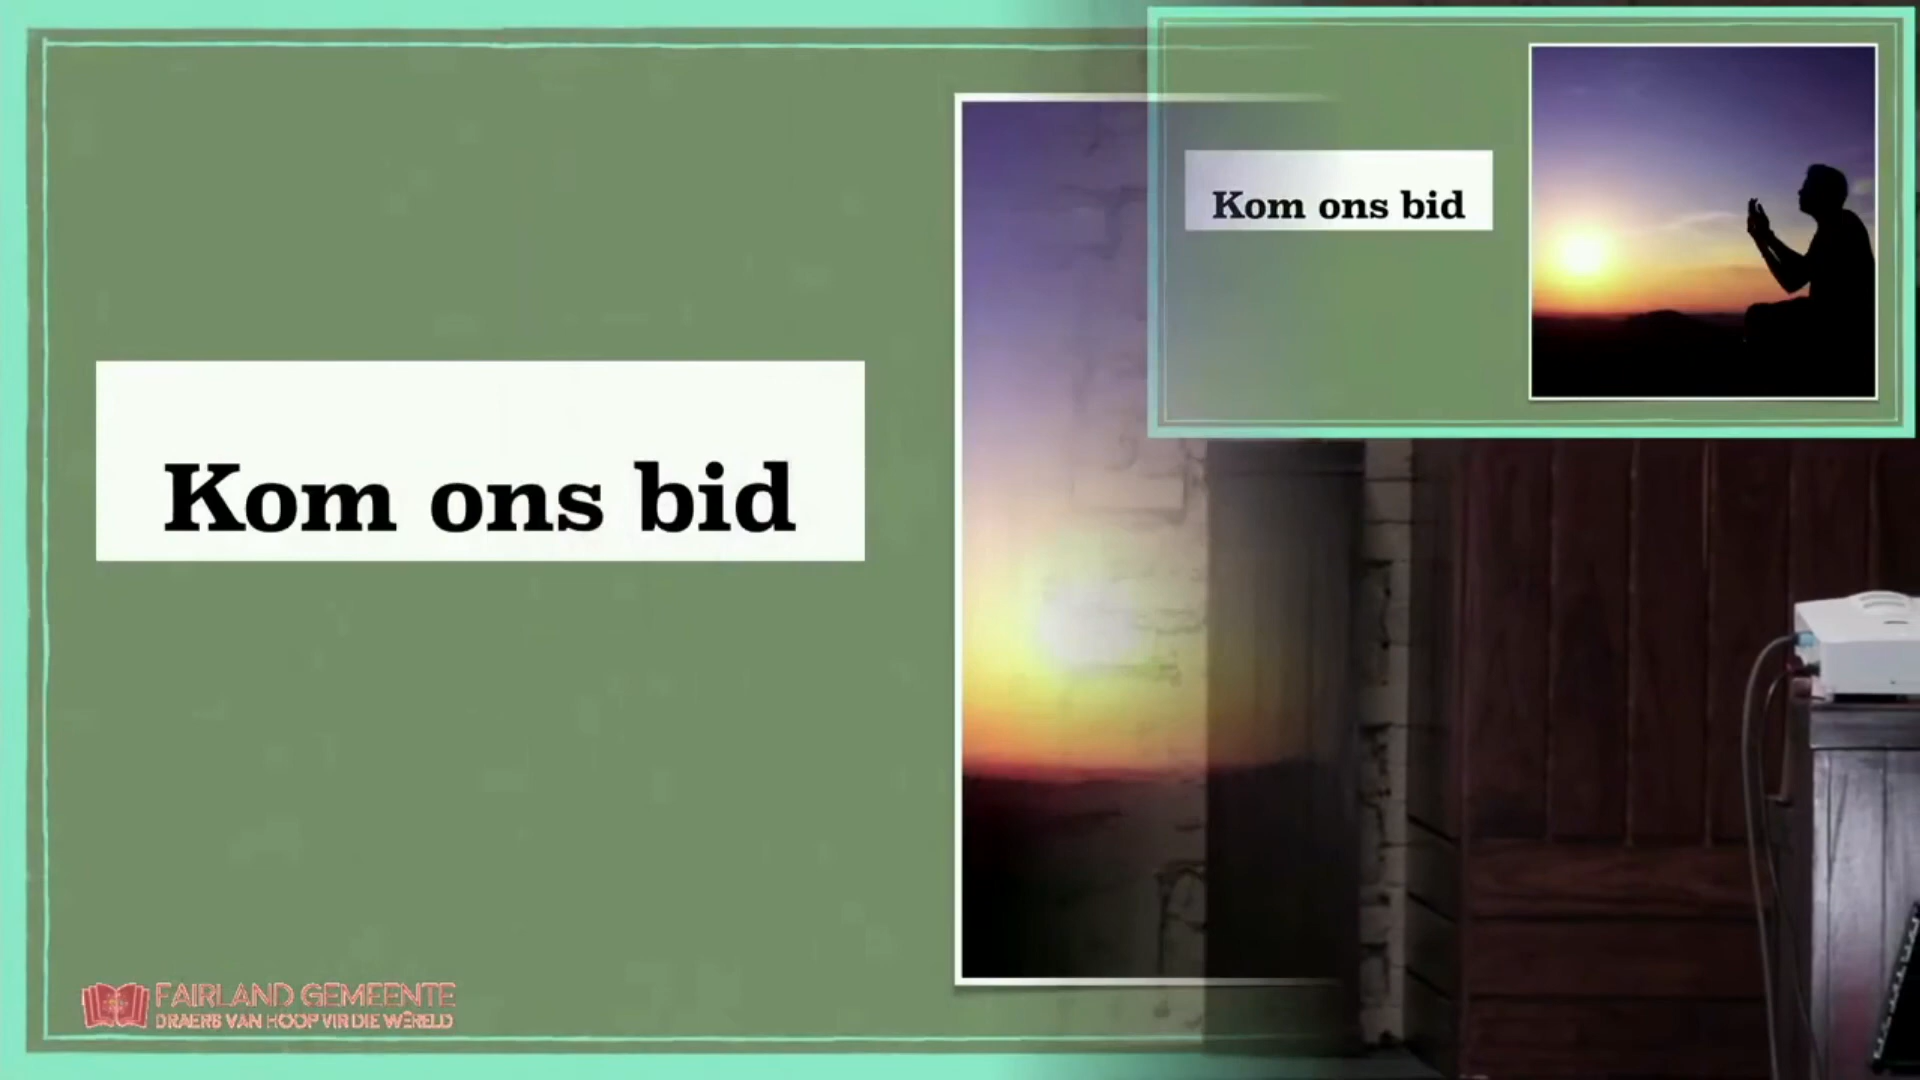 Kom ons bid
Kom ons bid
FAIRLAND GEMEENTE
DRAERS VAN HOOP VIR DIE WÊRELD